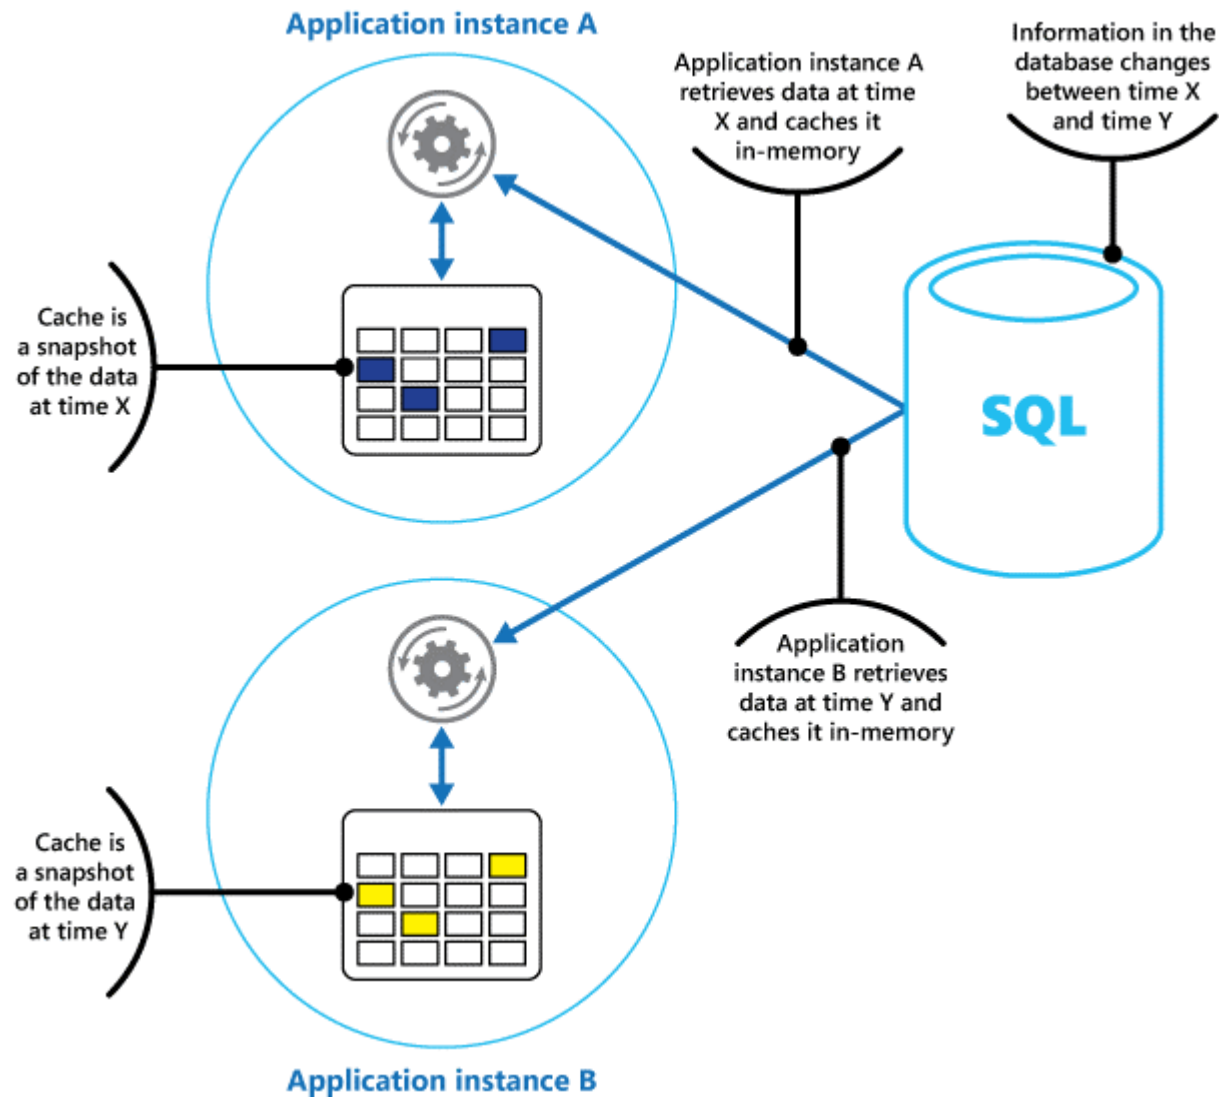 Application instance A
Application instance A
retrieves data at time
X and caches it
in-memory
Information in the
database changes
between time X
and time Y
Cache is
a snapshot
of the data
at time X
SQL
Application
instance B retrieves
data at time Y and
caches it in-memory
Cache is
a snapshot
of the data
at time Y
Application instance B